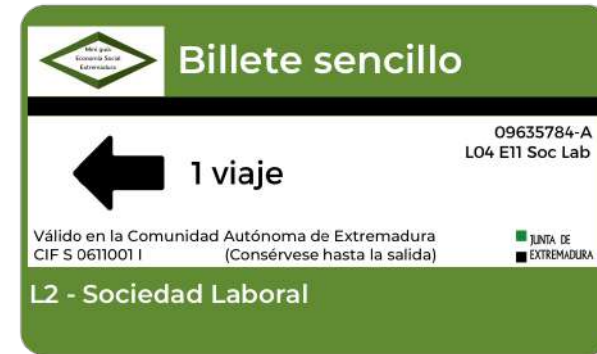 Mini guía
Economía Social
Extremadura
Billete sencillo
09635784-A
L04 E11 Soc Lab
1 viaje
Válido en la Comunidad Autónoma de Extremadura
CIF S 0611001 I (Consérvese hasta la salida)
JUNTA DE
EXTREMADURA
L2 - Sociedad Laboral